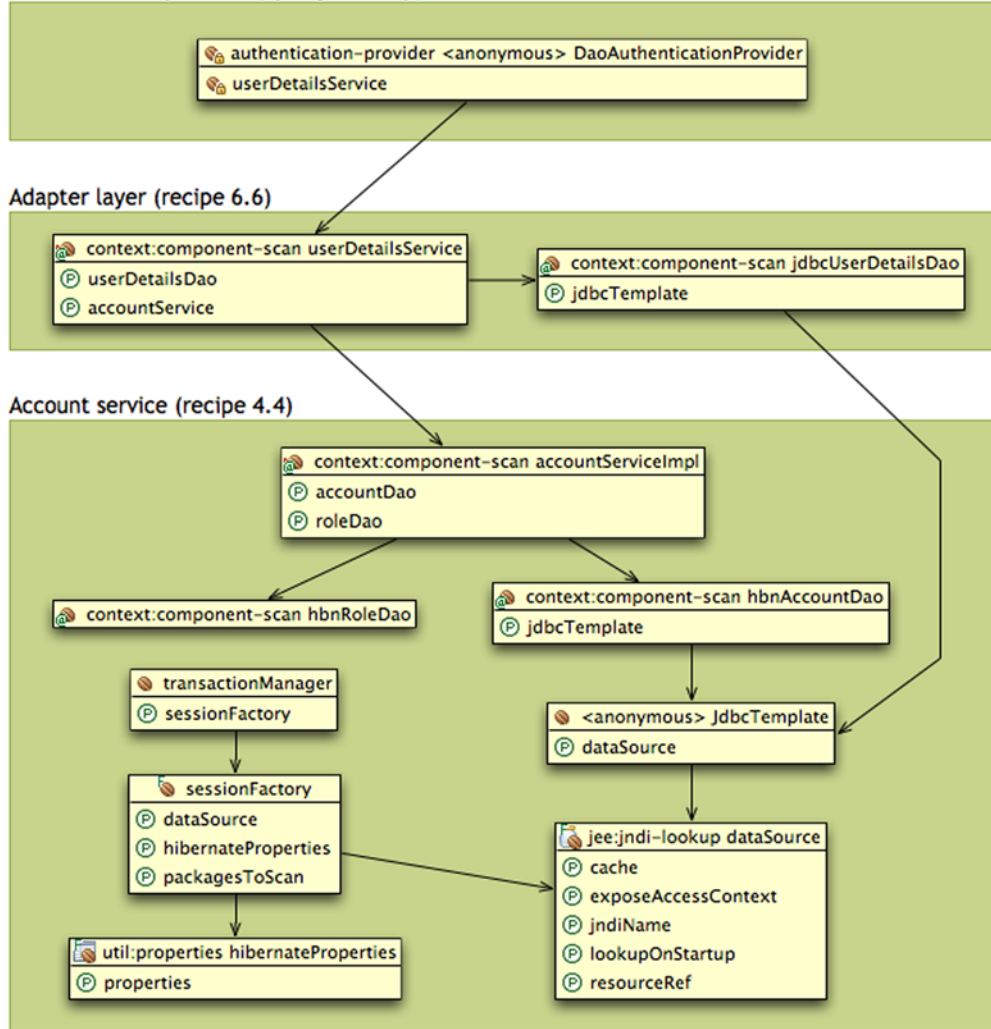 authentication-provider <anonymous> DaoAuthenticationProvider
userDetailsService
Adapter layer (recipe 6.6)
context:component-scan userDetailsService
userDetailsDao
accountService
context:component-scan jdbcUserDetailsDao
jdbcTemplate
Account service (recipe 4.4)
context:component-scan accountServiceImpl
accountDao
roleDao
context:component-scan hbnRoleDao
context:component-scan hbnAccountDao
jdbcTemplate
transactionManager
sessionFactory
<anonymous> JdbcTemplate
dataSource
sessionFactory
dataSource
hibernateProperties
packagesToScan
jee:jndi-lookup dataSource
cache
exposeAccessContext
jndiName
lookupOnStartup
resourceRef
util:properties hibernateProperties
properties